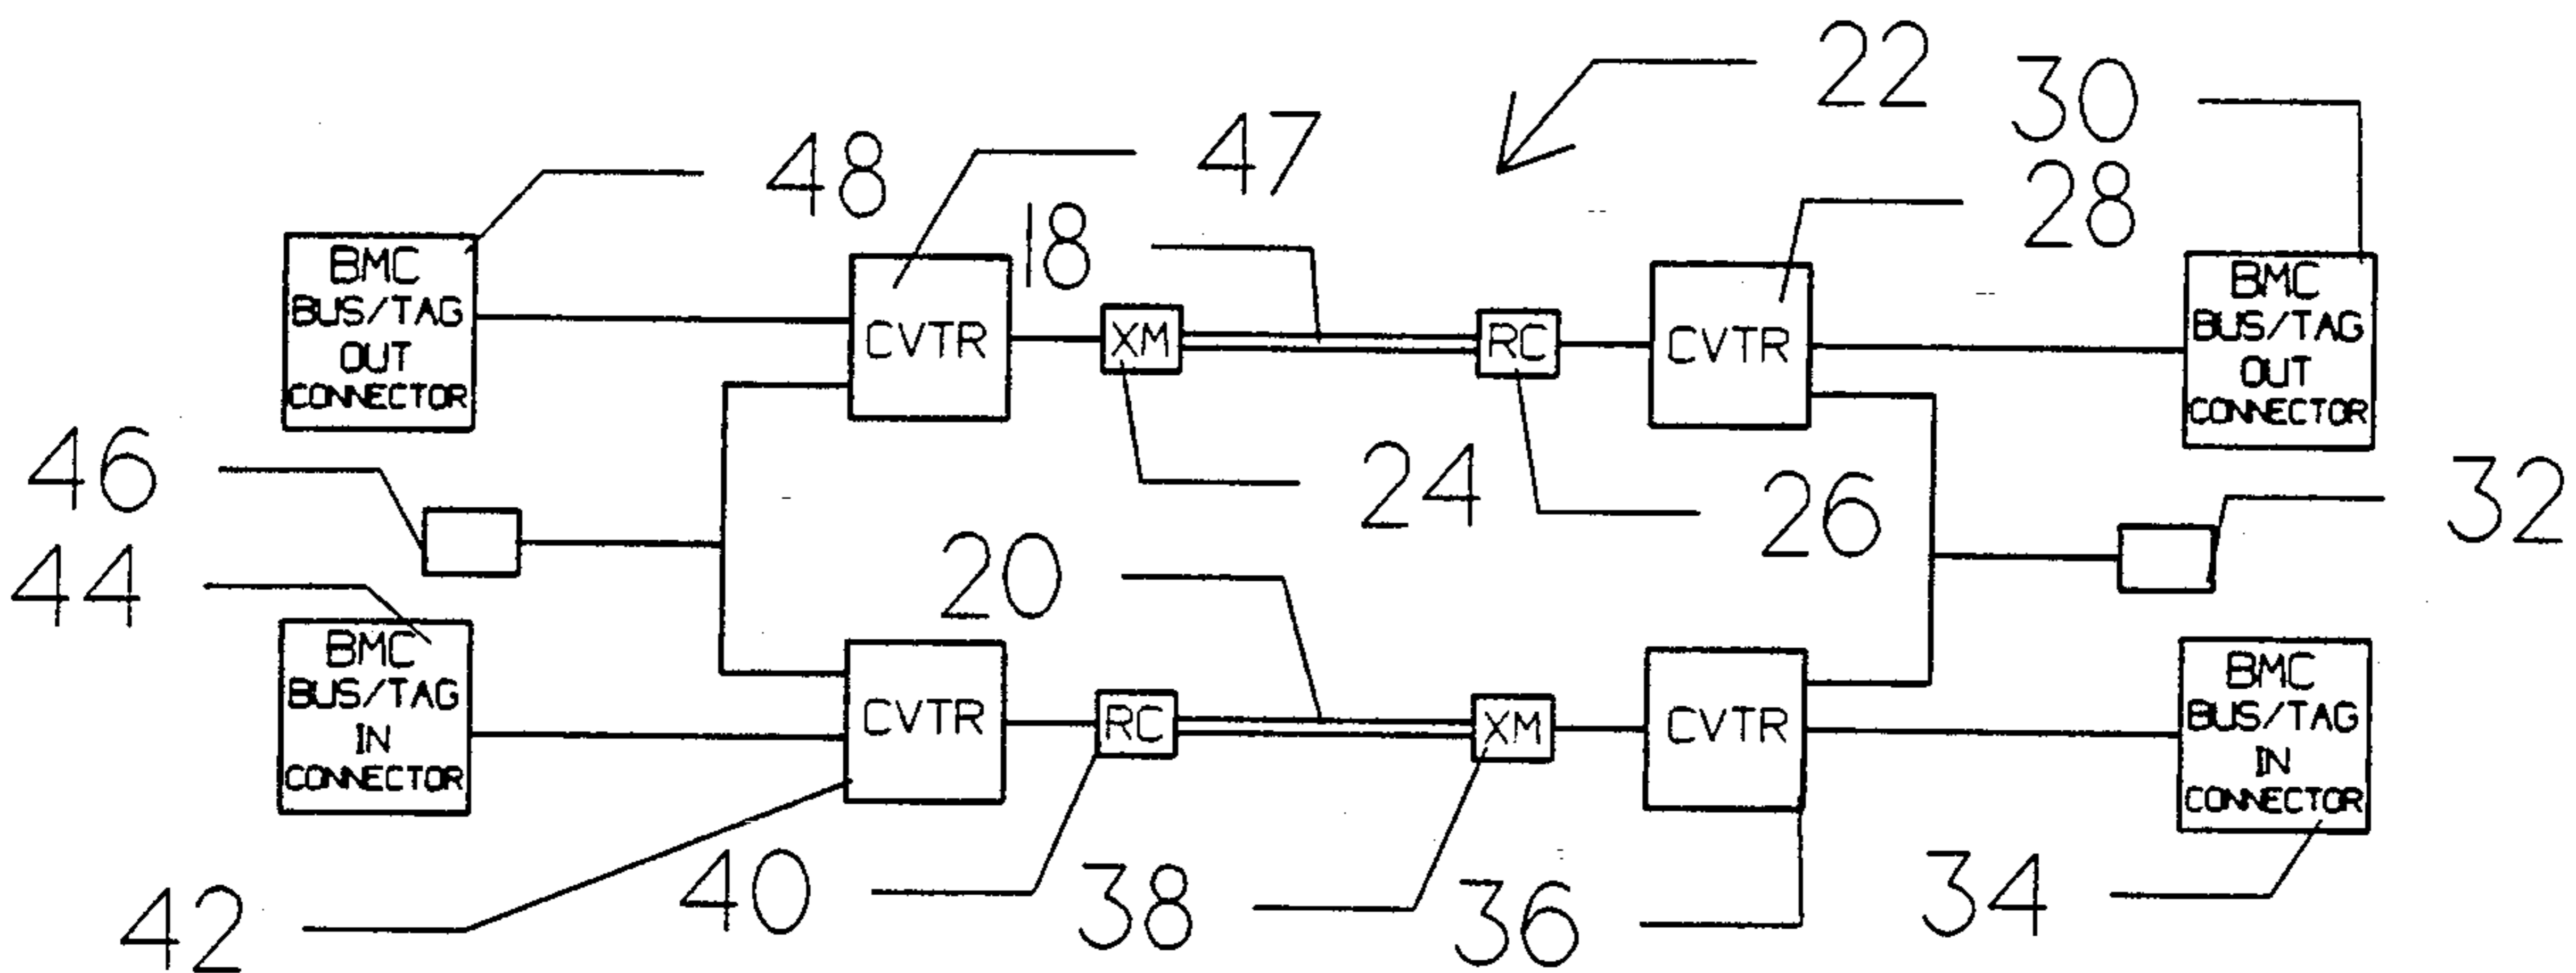 22
30
48
47
28
18
BMC
BUS/TAG
OUT
CONNECTOR
CVTR
XM
RC
CVTR
BMC
BUS/TAG
OUT
CONNECTOR
46
24
26
32
44
20
BMC
BUS/TAG
IN
CONNECTOR
CVTR
RC
XM
CVTR
BMC
BUS/TAG
IN
CONNECTOR
42
40
38
36
34